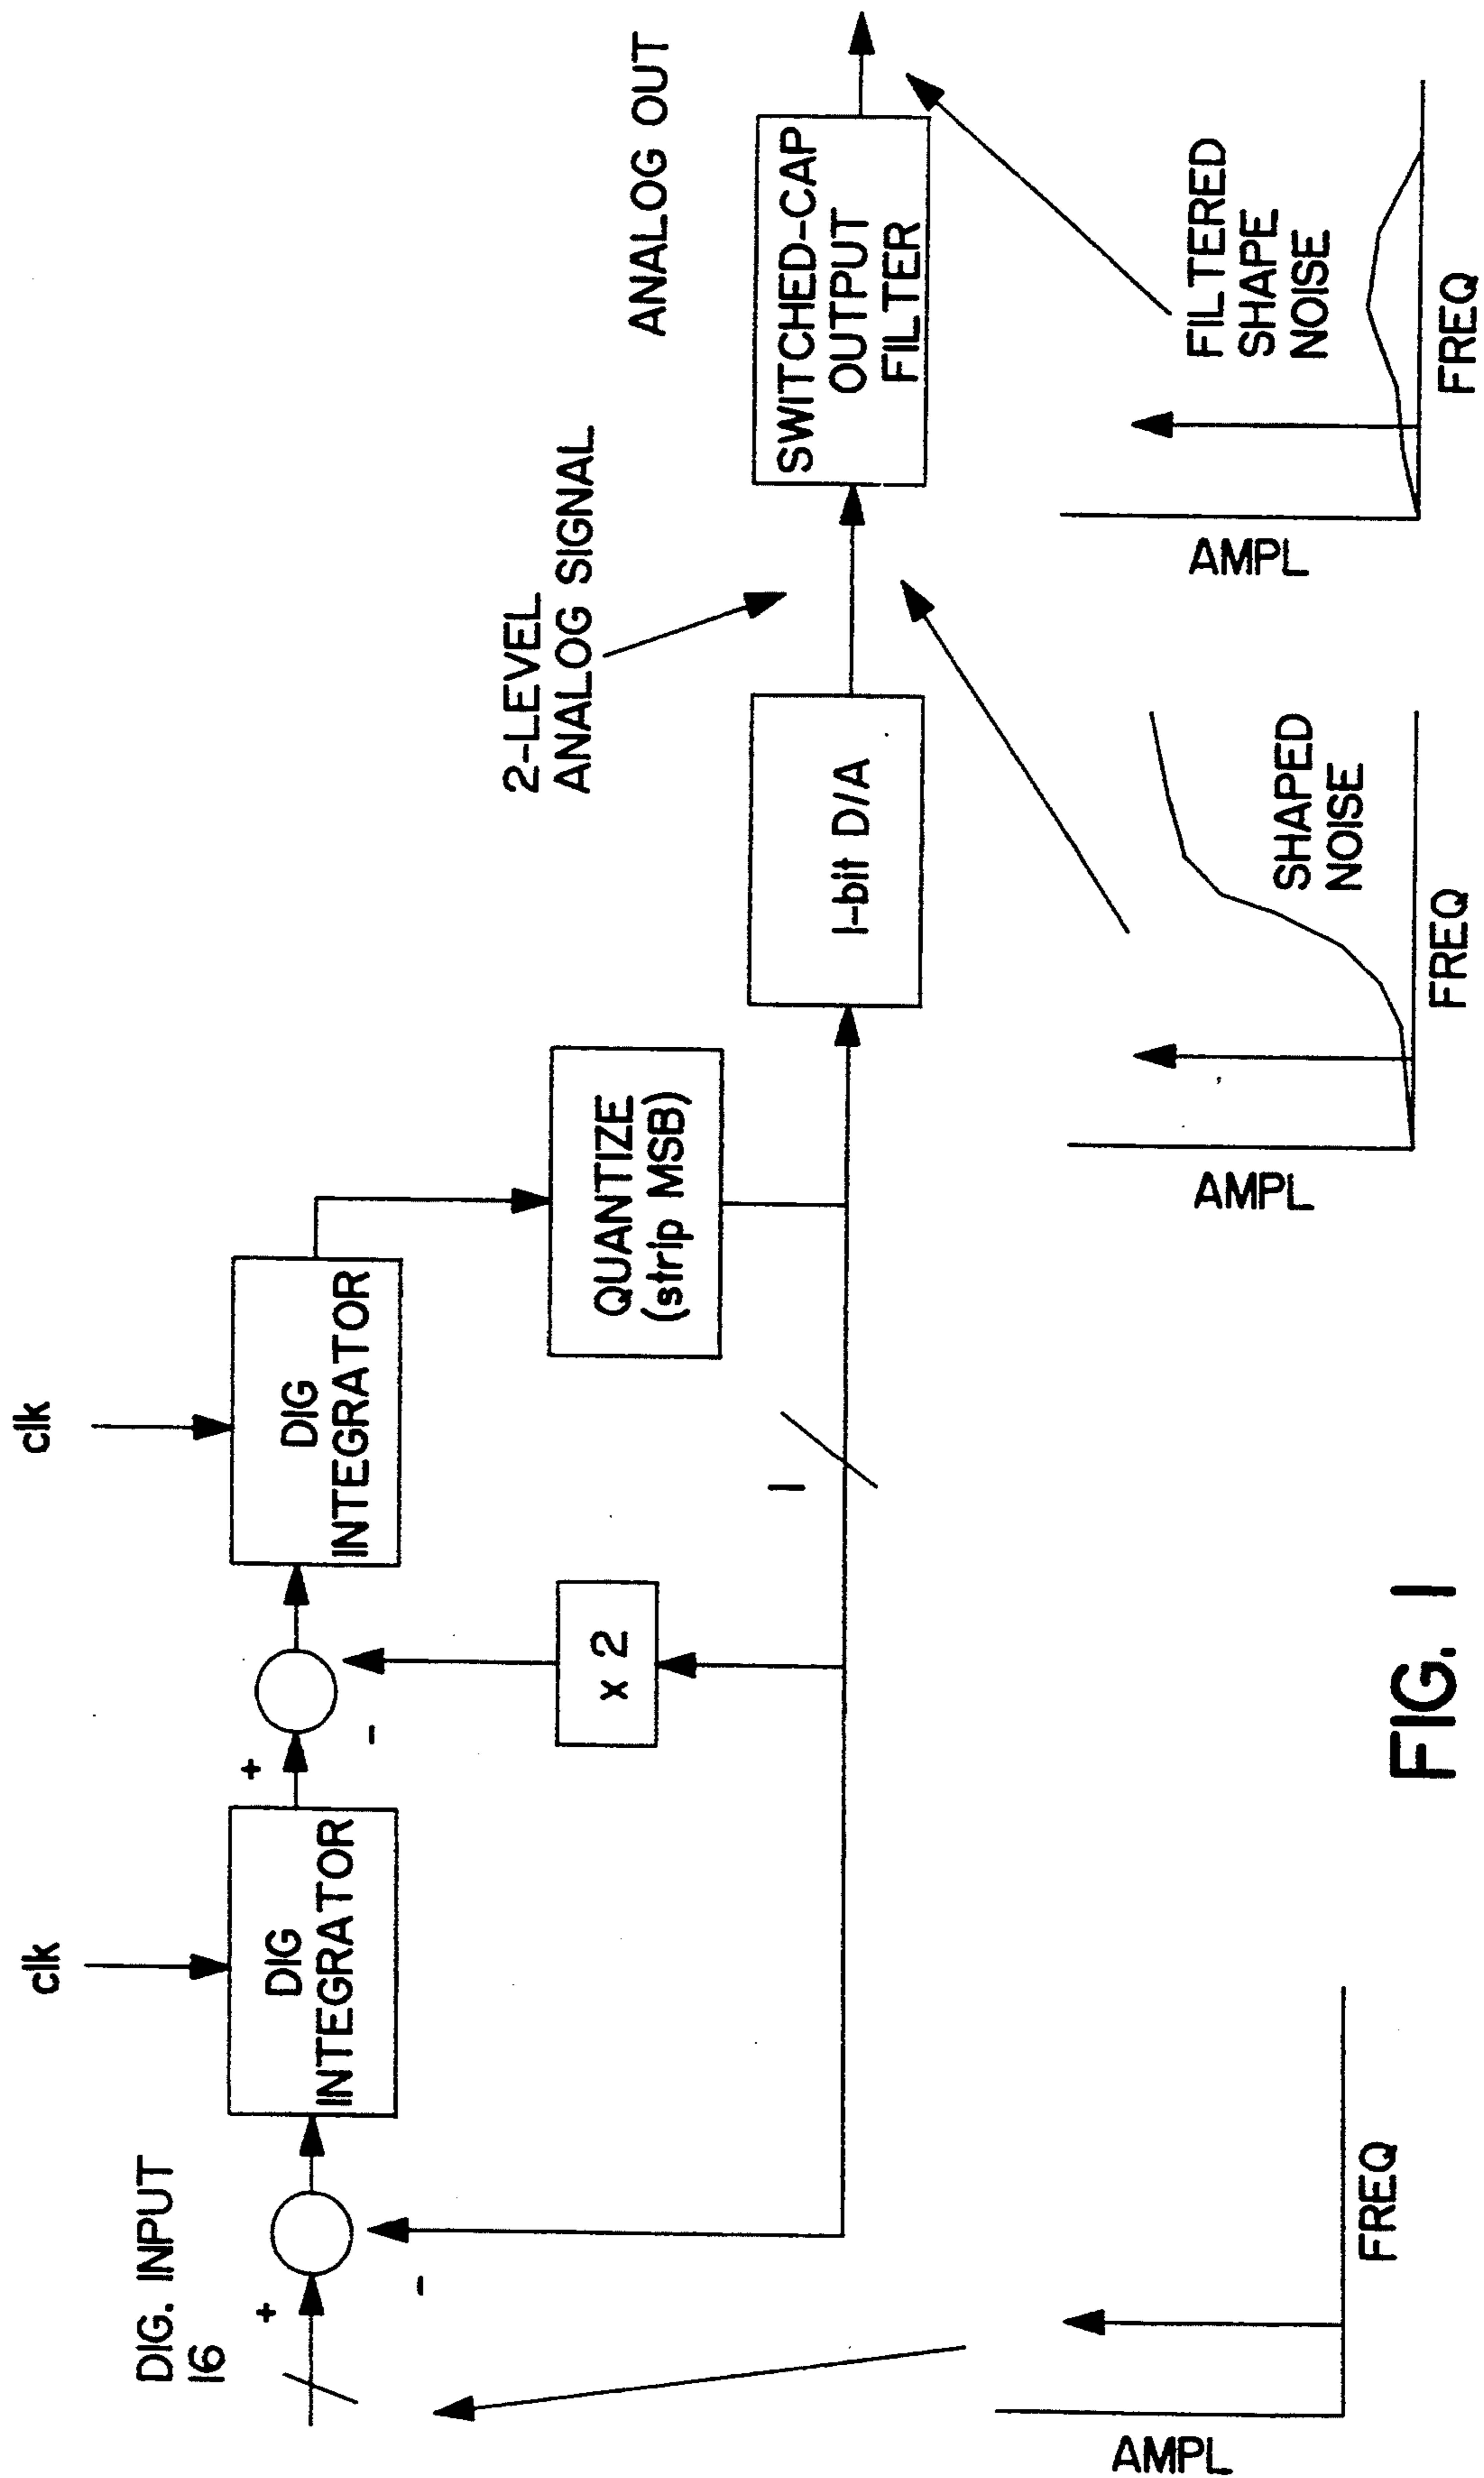 DIG. INPUT
16
+
-
clk
DIG
INTEGRATOR
+
-
x 2
clk
DIG
INTEGRATOR
QUANTIZE
(strip MSB)
1
1-bit D/A
2-LEVEL
ANALOG SIGNAL
SWITCHED-CAP
OUTPUT
FILTER
ANALOG OUT
AMPL
FREQ
AMPL
SHAPED
NOISE
FREQ
AMPL
FILTERED
SHAPE
NOISE
FREQ
FIG. 1